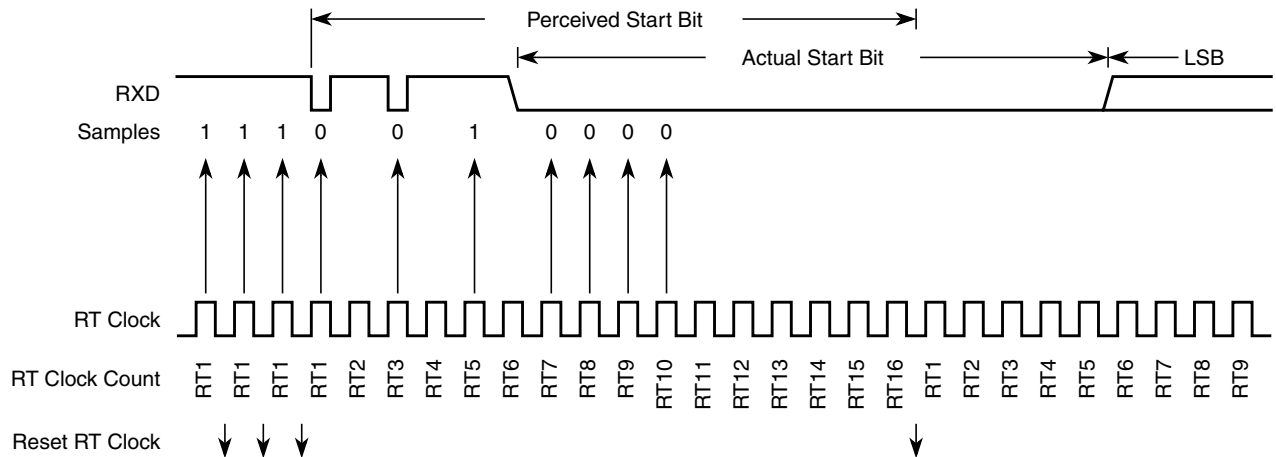 Perceived Start Bit
Actual Start Bit LSB
RXD
Samples 1 1 1 0 0 1 0 0 0 0
RT Clock
RT Clock Count RT1 RT1 RT1 RT1 RT2 RT3 RT4 RT5 RT6 RT7 RT8 RT9 RT10 RT11 RT12 RT13 RT14 RT15 RT16 RT1 RT2 RT3 RT4 RT5 RT6 RT7 RT8 RT9
Reset RT Clock